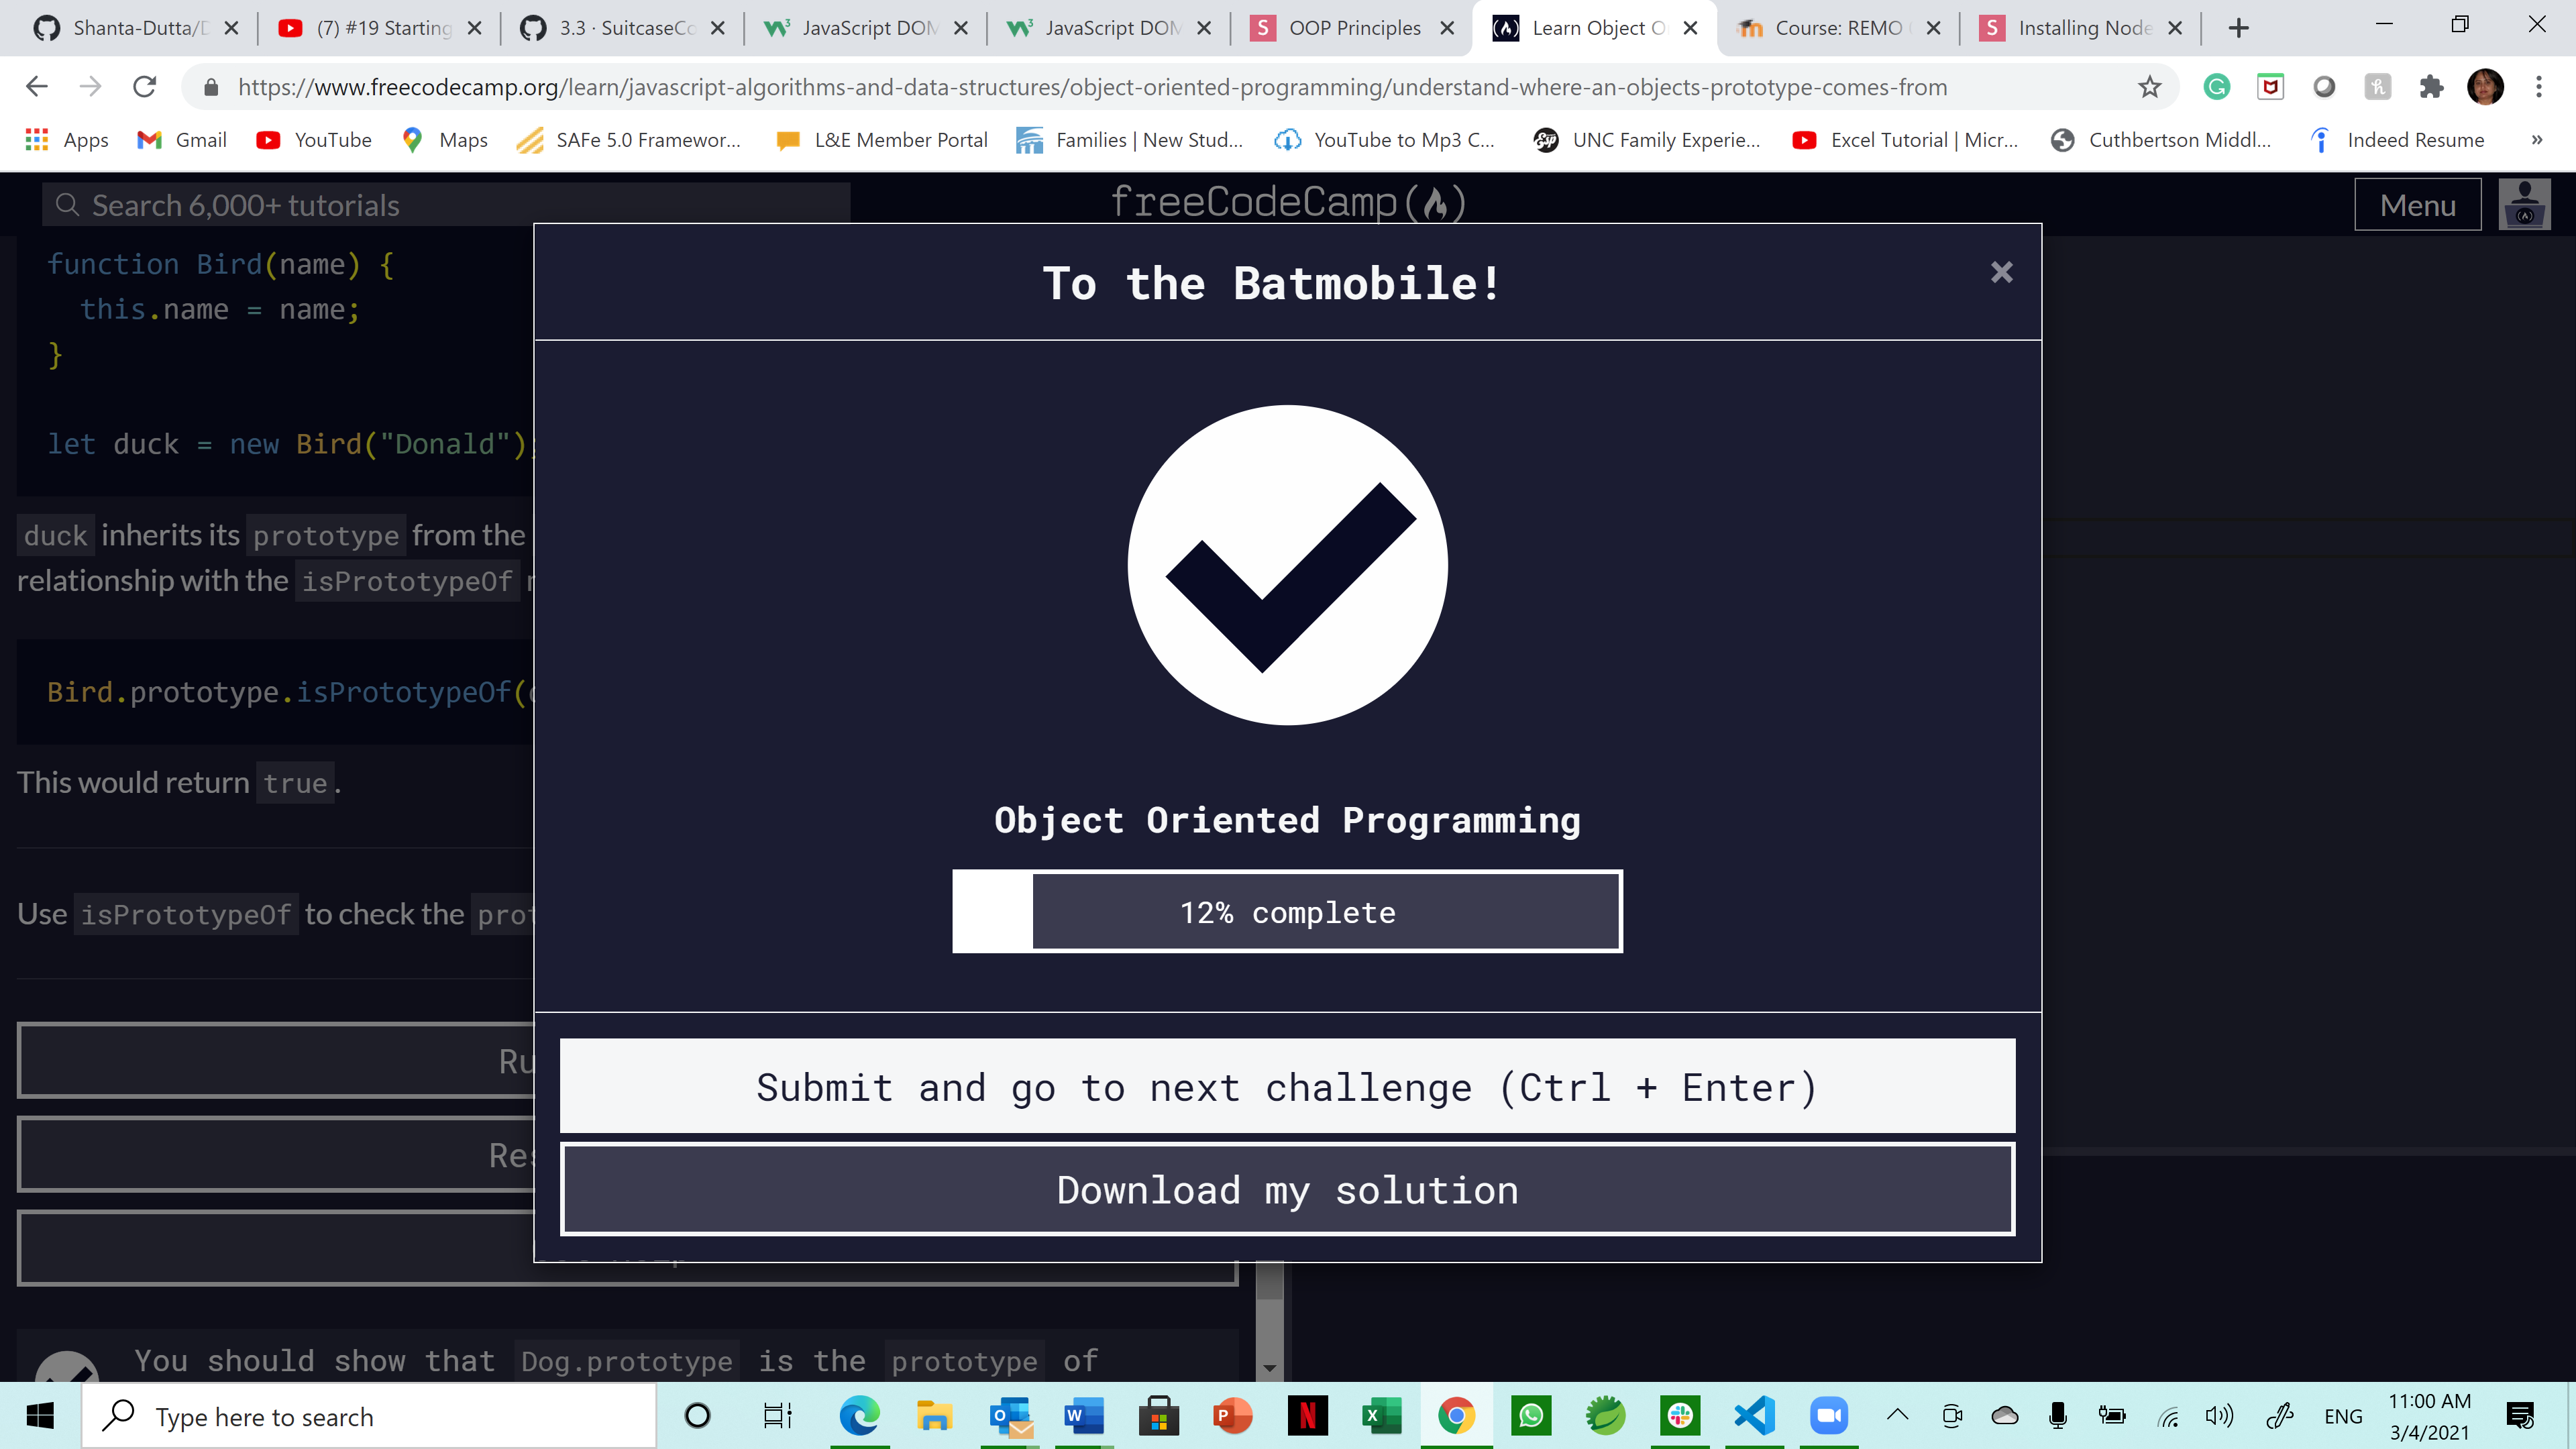 Shanta-Dutta/D
(7) #19 Starting
3.3 · SuitcaseCo
JavaScript DOM
JavaScript DOM
OOP Principles
Learn Object O
Course: REMO
Installing Node
https://www.freecodecamp.org/learn/javascript-algorithms-and-data-structures/object-oriented-programming/understand-where-an-objects-prototype-comes-from
Apps
Gmail
YouTube
Maps
SAFe 5.0 Framewor...
L&E Member Portal
Families | New Stud...
YouTube to Mp3 C...
UNC Family Experie...
Excel Tutorial | Micr...
Cuthbertson Middl...
Indeed Resume
»
Search 6,000+ tutorials
freeCodeCamp
Menu
function Bird(name) {
this.name = name;
}
let duck = new Bird("Donald");
duck inherits its prototype from the
relationship with the isPrototypeOf
Bird.prototype.isPrototypeOf(
This would return true.
Use isPrototypeOf to check the prot
Ru
Res
You should show that Dog.prototype is the prototype of
To the Batmobile!
Object Oriented Programming
12% complete
Submit and go to next challenge (Ctrl + Enter)
Download my solution
Type here to search
ENG
11:00 AM
3/4/2021